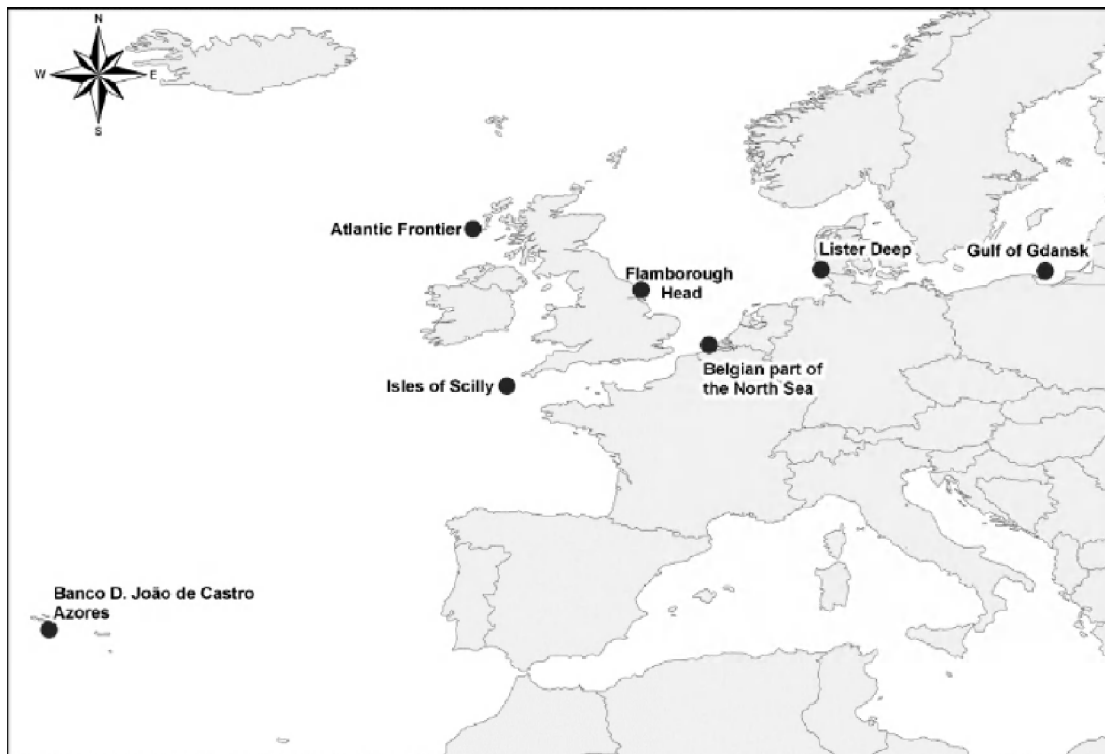 N
W
E
S
Atlantic Frontier
Lister Deep
Gulf of Gdansk
Flamborough
Head
Isles of Scilly
Belgian part of
the North Sea
Banco D. João de Castro
Azores